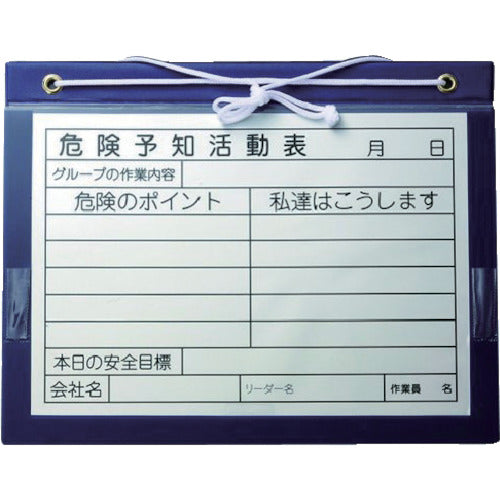 危険予知活動表 月 日
グループの作業内容
危険のポイント 私達はこうします
本日の安全目標
会社名 リーダー名 作業員 名